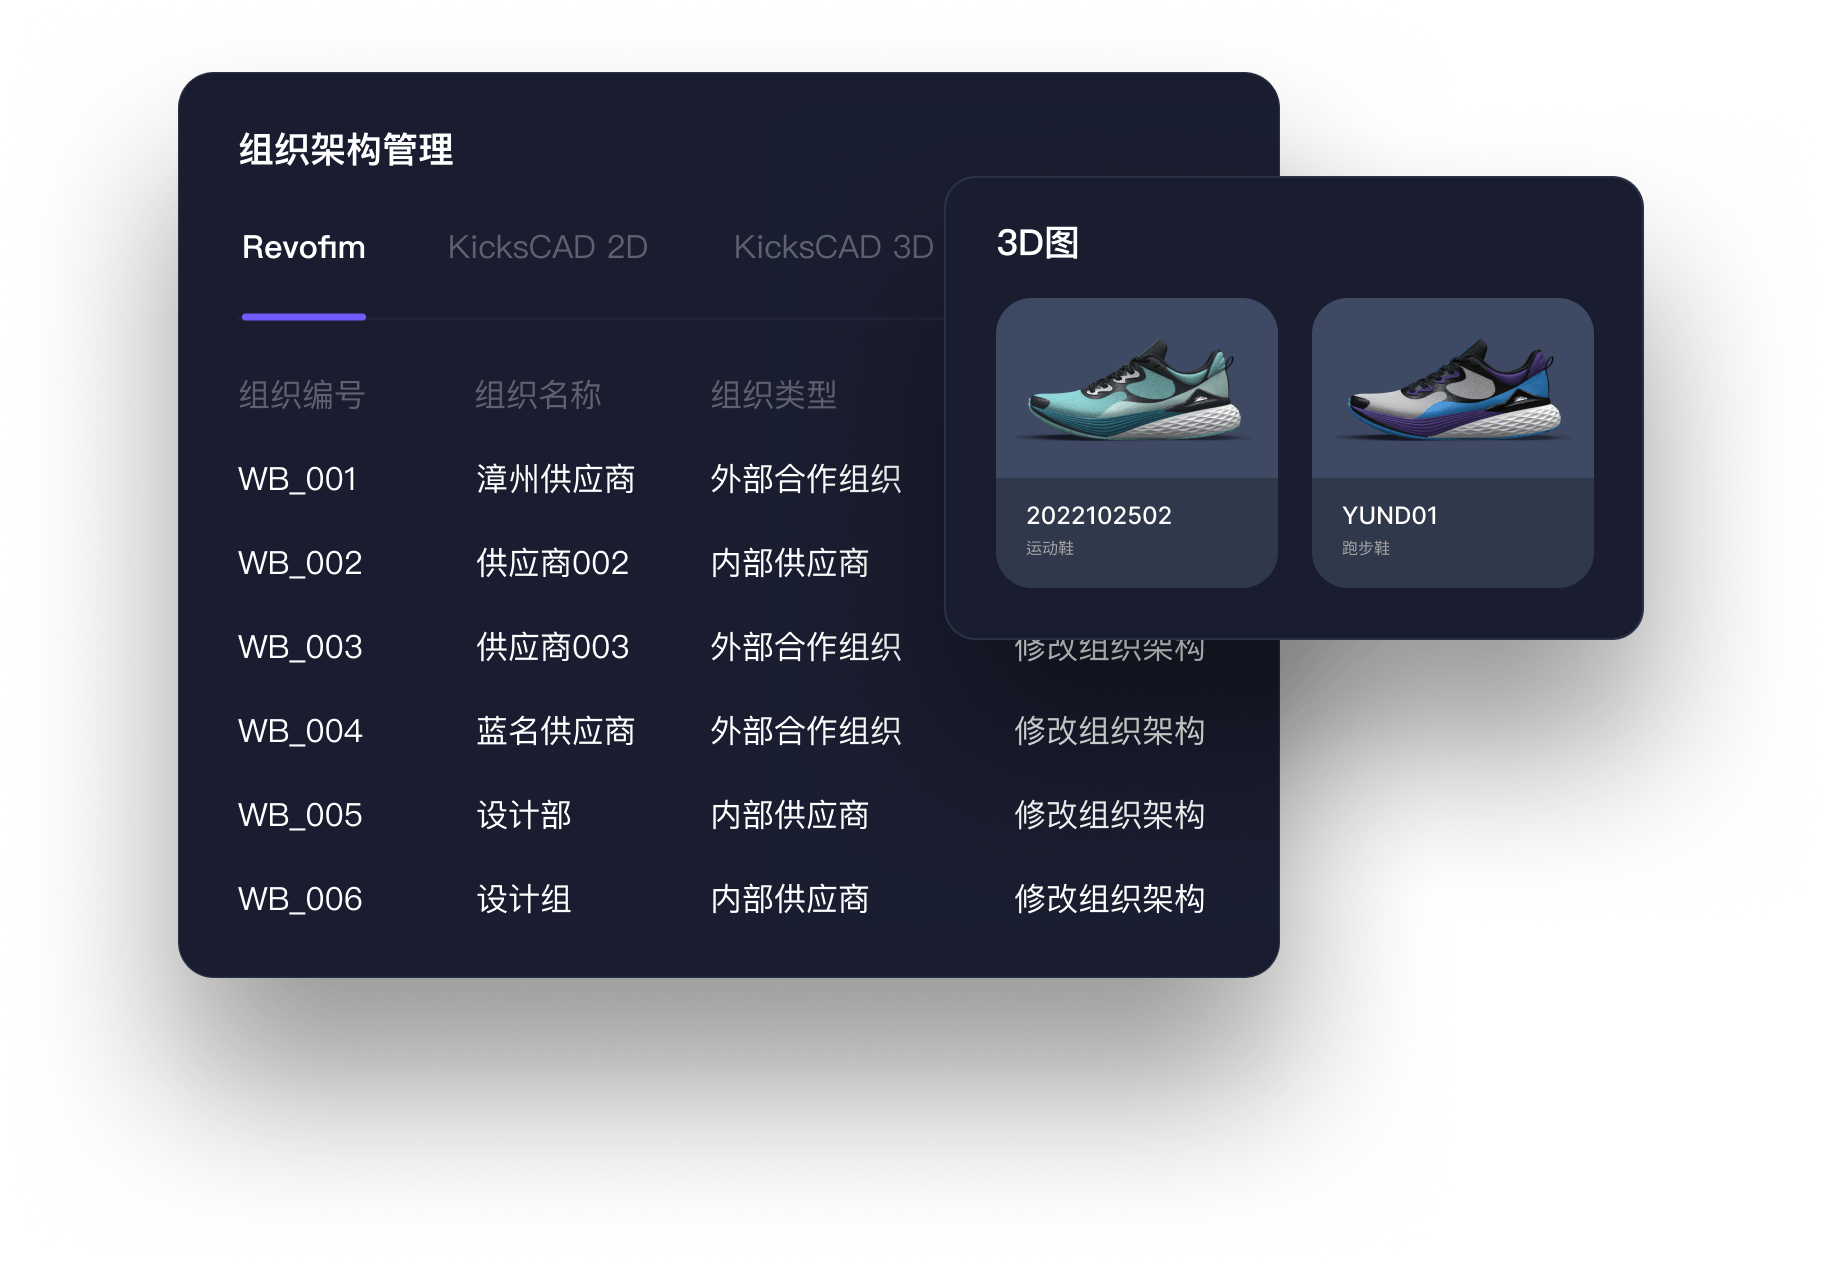 组织架构管理
Revofim KicksCAD 2D KicksCAD 3D
组织编号 组织名称 组织类型
WB_001 漳州供应商 外部合作组织
WB_002 供应商002 内部供应商
WB_003 供应商003 外部合作组织 修改组织架构
WB_004 蓝名供应商 外部合作组织 修改组织架构
WB_005 设计部 内部供应商 修改组织架构
WB_006 设计组 内部供应商 修改组织架构
3D图
2022102502
运动鞋
YUND01
跑步鞋